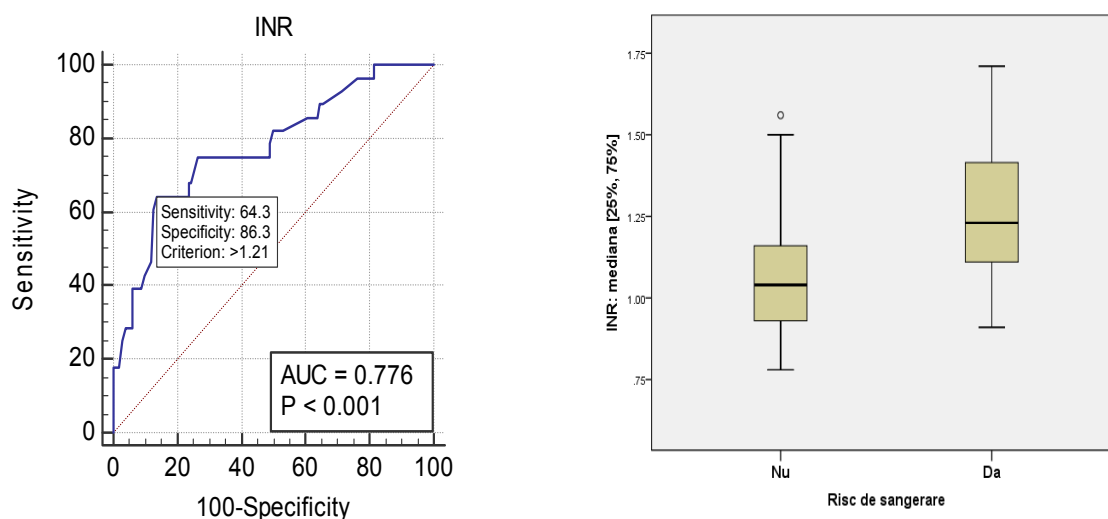 INR
100
80
60
40
20
0
Sensitivity
Sensitivity: 64.3
Specificity: 86.3
Criterion: >1.21
AUC = 0.776
P < 0.001
0 20 40 60 80 100
100-Specificity
1.75
1.50
1.25
1.00
.75
INR: mediana [25%, 75%]
Nu Da
Risc de sangerare